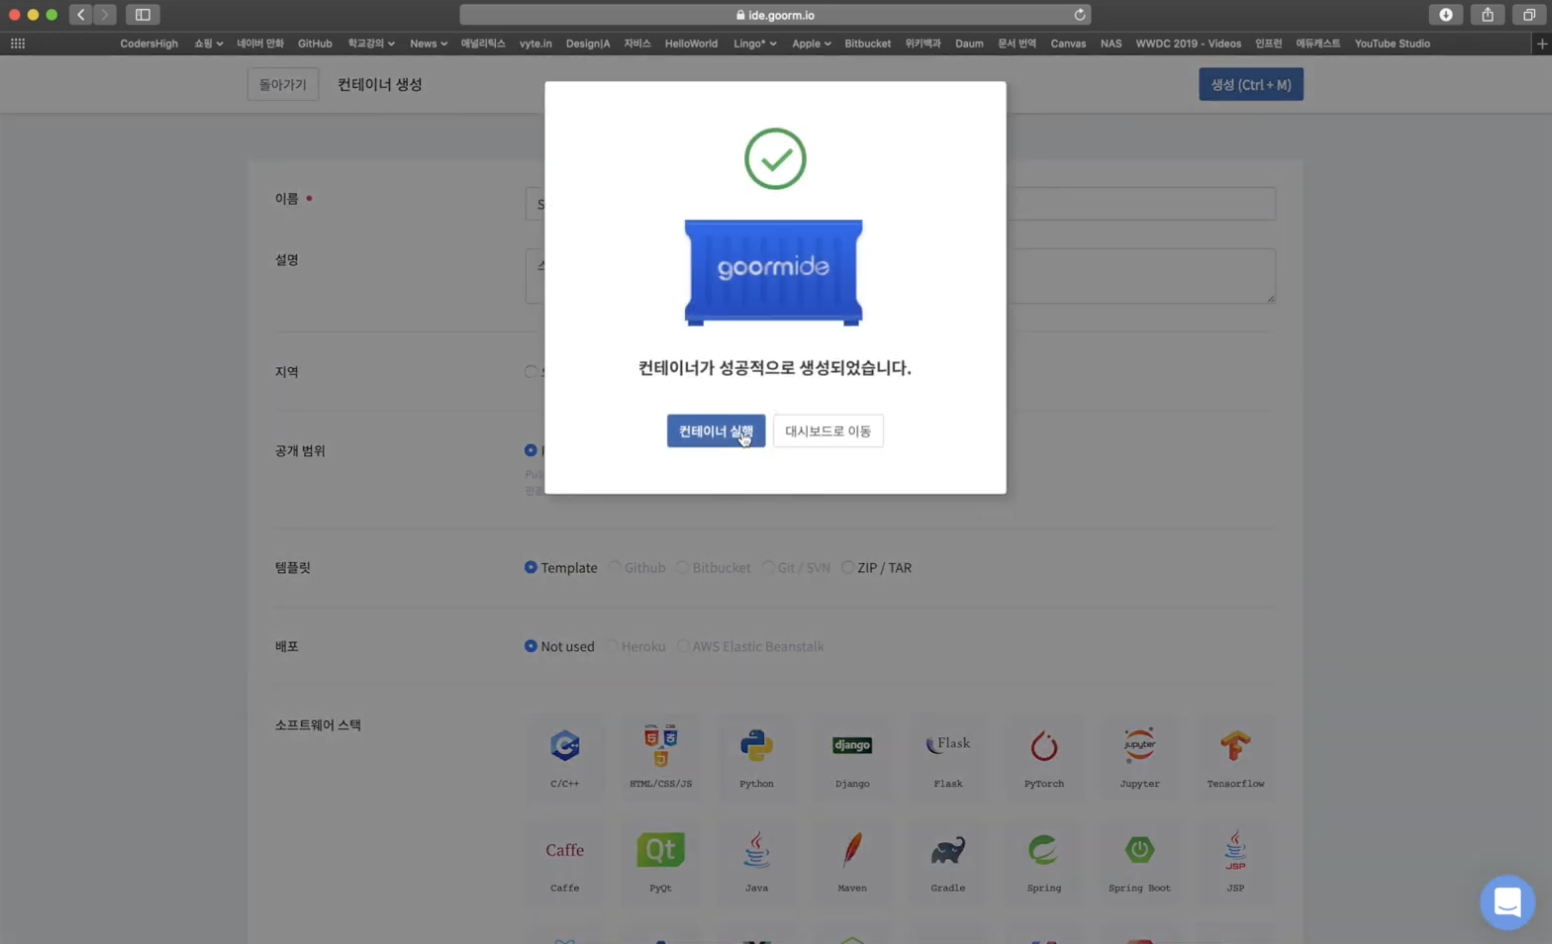 ide.goorm.io
CodersHigh 쇼핑 네이버 만화 GitHub 학교강의 News 애널리틱스 vyte.in Design|A 자비스 HelloWorld Lingo* Apple Bitbucket 위키백과 Daum 문서 번역 Canvas NAS WWDC 2019 - Videos 인프런 에듀캐스트 YouTube Studio
돌아가기 컨테이너 생성 생성 (Ctrl + M)
이름
설명
goormide
컨테이너가 성공적으로 생성되었습니다.
컨테이너 실행 대시보드로 이동
지역
공개 범위
템플릿 Template Github Bitbucket Git / SVN ZIP / TAR
배포 Not used Heroku AWS Elastic Beanstalk
소프트웨어 스택
HTML CSS
django Flask jupyter
C/C++ HTML/CSS/JS Python Django Flask PyTorch Jupyter Tensorflow
Caffe Qt JSP
Caffe PyQt Java Maven Gradle Spring Spring Boot JSP